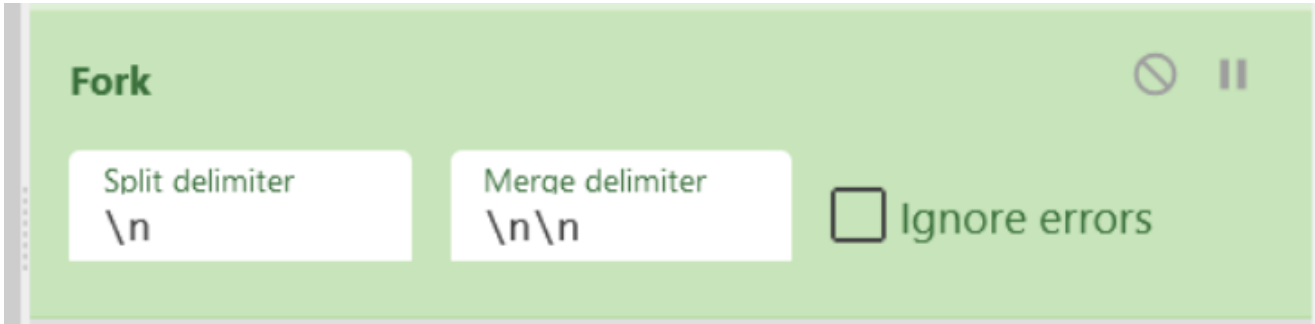 Fork
Split delimiter
Merge delimiter
\n
\n\n
Ignore errors